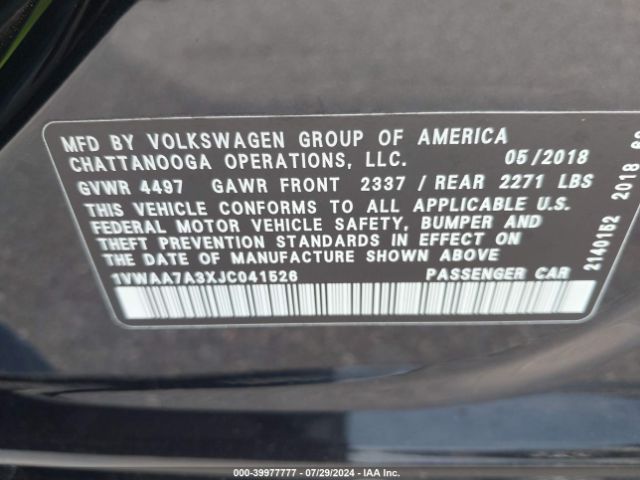 MFD BY VOLKSWAGEN GROUP OF AMERICA
CHATTANOOGA OPERATIONS, LLC. 05/2018
GVWR 4497 GAWR FRONT 2337 / REAR 2271 LBS
THIS VEHICLE CONFORMS TO ALL APPLICABLE U.S.
FEDERAL MOTOR VEHICLE SAFETY, BUMPER AND
THEFT PREVENTION STANDARDS IN EFFECT ON
THE DATE OF MANUFACTURE SHOWN ABOVE
1VWAA7A3XJC041526 PASSENGER CAR
2140152 2018
000-39977777 - 07/29/2024 - IAA Inc.